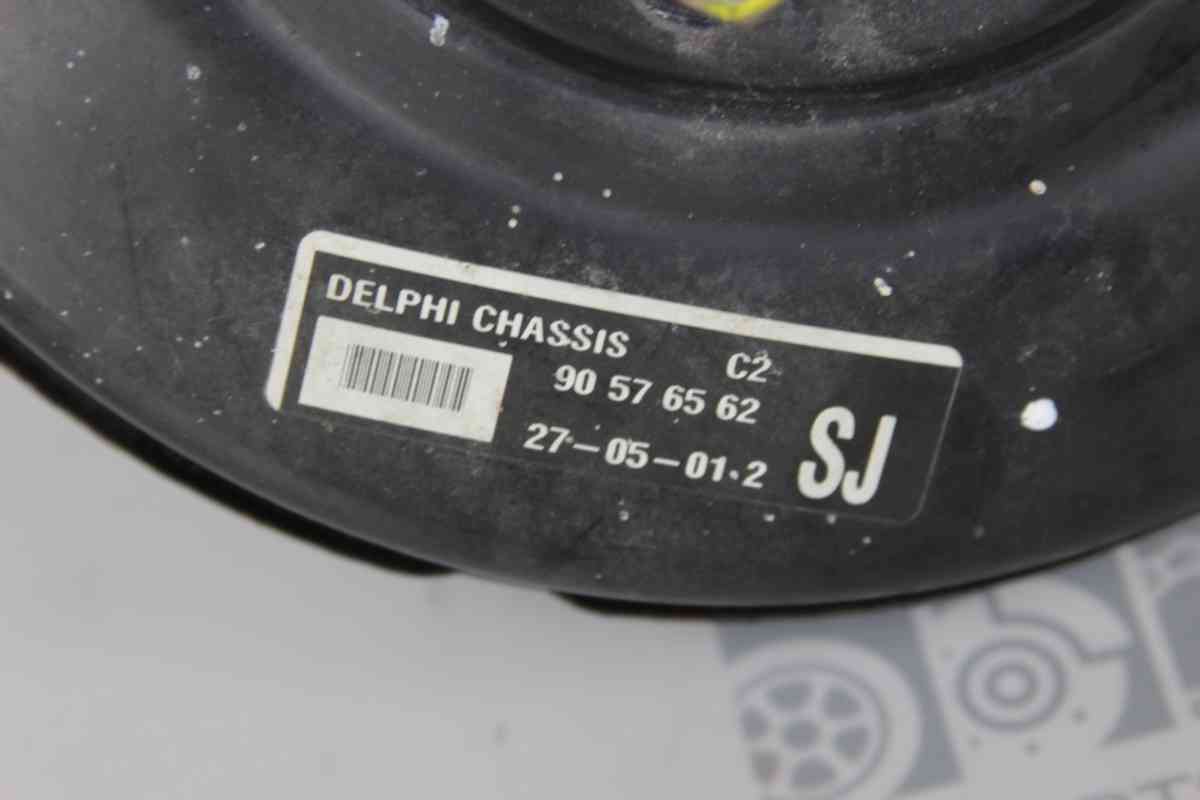 DELPHI CHASSIS C2
90 57 65 62
27-05-01.2
SJ